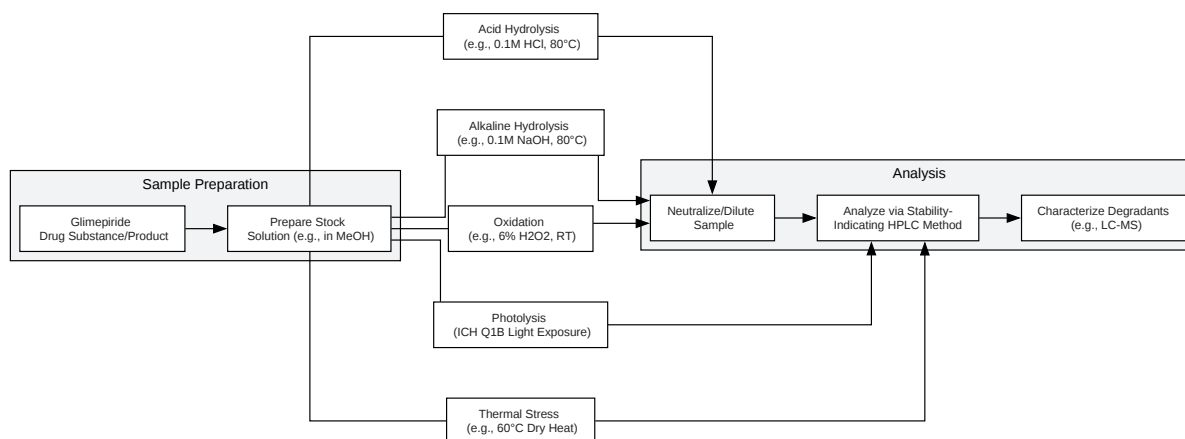 Acid Hydrolysis
(e.g., 0.1M HCl, 80°C)
Alkaline Hydrolysis
(e.g., 0.1M NaOH, 80°C)
Sample Preparation
Glimepiride
Drug Substance/Product
Prepare Stock
Solution (e.g., in MeOH)
Oxidation
(e.g., 6% H2O2, RT)
Photolysis
(ICH Q1B Light Exposure)
Thermal Stress
(e.g., 60°C Dry Heat)
Analysis
Neutralize/Dilute
Sample
Analyze via Stability-
Indicating HPLC Method
Characterize Degradants
(e.g., LC-MS)